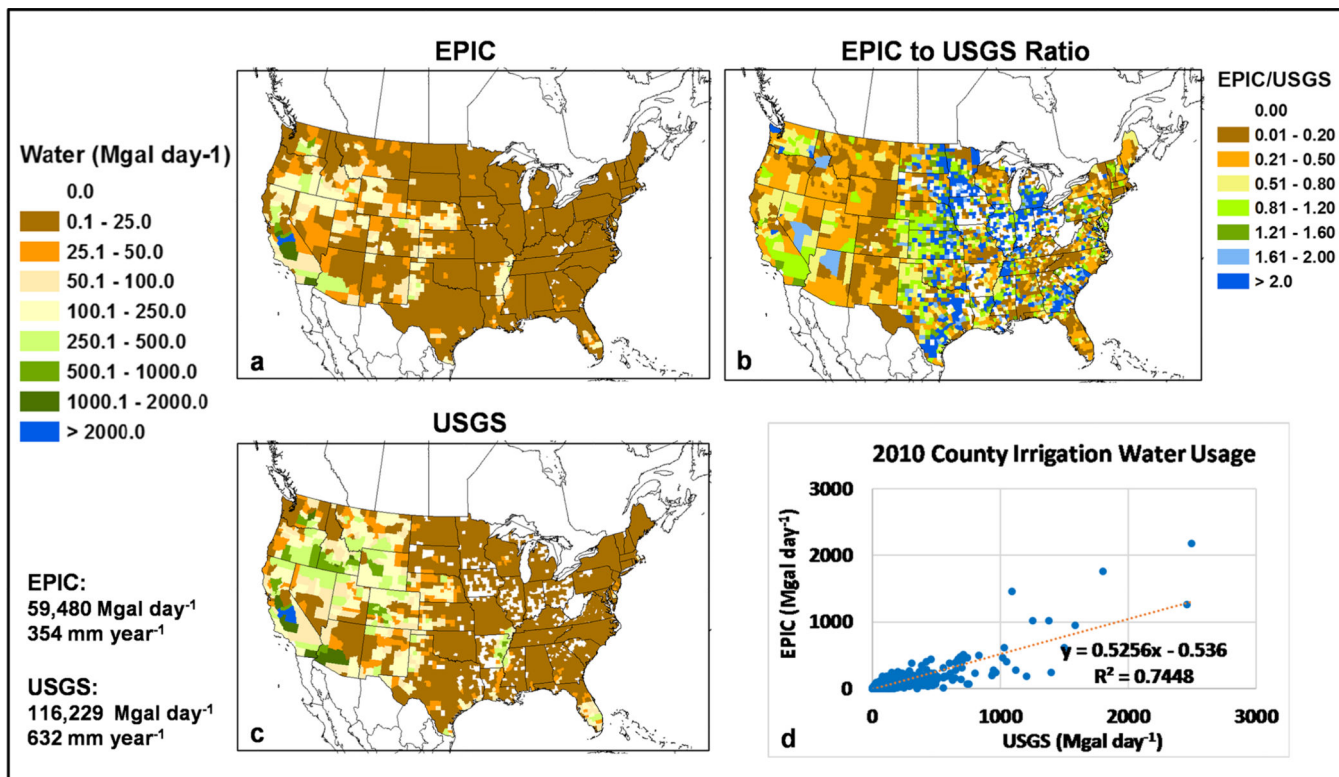 EPIC
EPIC to USGS Ratio
Water (Mgal day-1)
0.0
0.1 - 25.0
25.1 - 50.0
50.1 - 100.0
100.1 - 250.0
250.1 - 500.0
500.1 - 1000.0
1000.1 - 2000.0
> 2000.0
a
b
EPIC/USGS
0.00
0.01 - 0.20
0.21 - 0.50
0.51 - 0.80
0.81 - 1.20
1.21 - 1.60
1.61 - 2.00
> 2.0
USGS
EPIC:
59,480 Mgal day⁻¹
354 mm year⁻¹
USGS:
116,229 Mgal day⁻¹
632 mm year⁻¹
c
2010 County Irrigation Water Usage
EPIC (Mgal day⁻¹)
3000
2000
1000
0
y = 0.5256x - 0.536
R² = 0.7448
0 1000 2000 3000
USGS (Mgal day⁻¹)
d